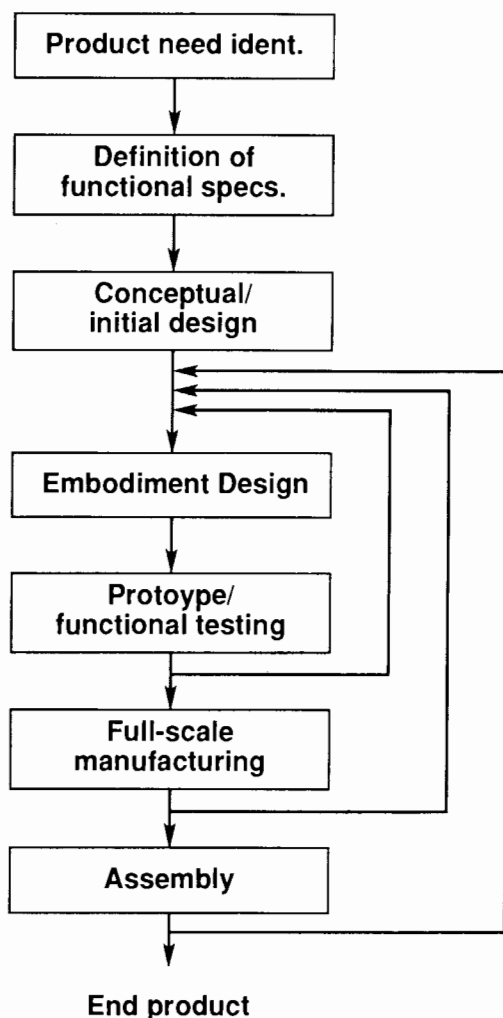 Product need ident.
Definition of
functional specs.
Conceptual/
initial design
Embodiment Design
Protoype/
functional testing
Full-scale
manufacturing
Assembly
End product